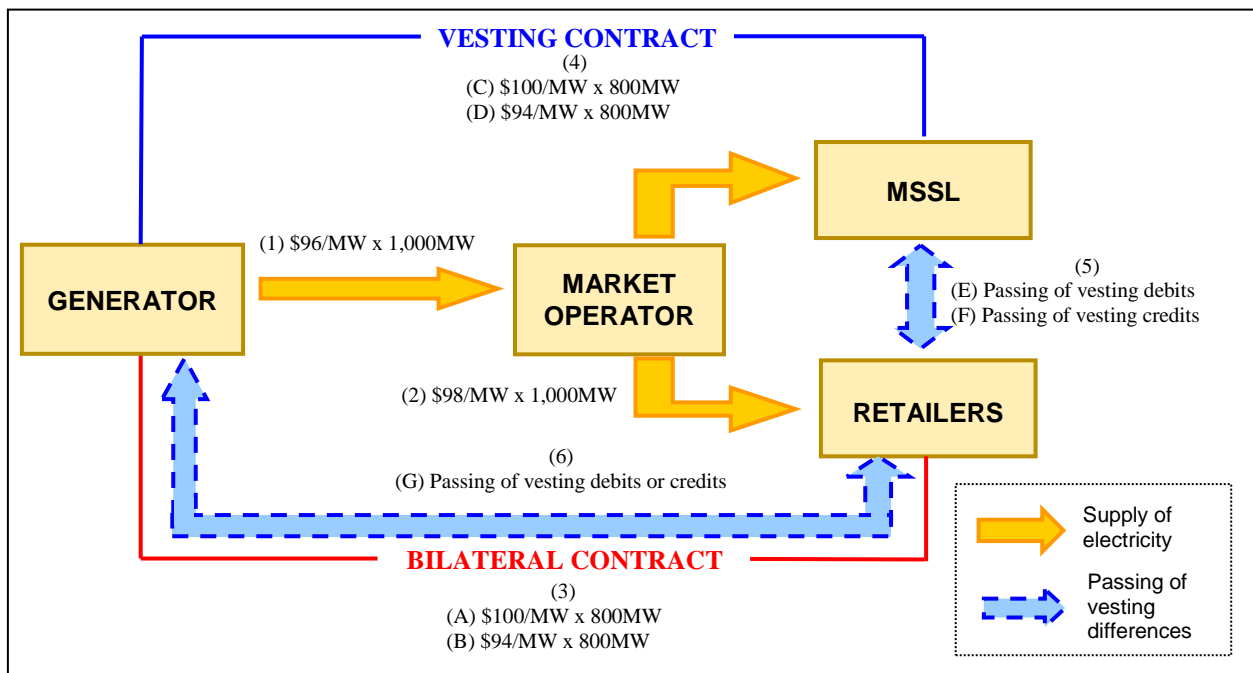 VESTING CONTRACT
(4)
(C) $100/MW x 800MW
(D) $94/MW x 800MW
MSSL
(1) $96/MW x 1,000MW
GENERATOR
MARKET
OPERATOR
(5)
(E) Passing of vesting debits
(F) Passing of vesting credits
(2) $98/MW x 1,000MW
RETAILERS
(6)
(G) Passing of vesting debits or credits
BILATERAL CONTRACT
(3)
(A) $100/MW x 800MW
(B) $94/MW x 800MW
Supply of
electricity
Passing of
vesting
differences